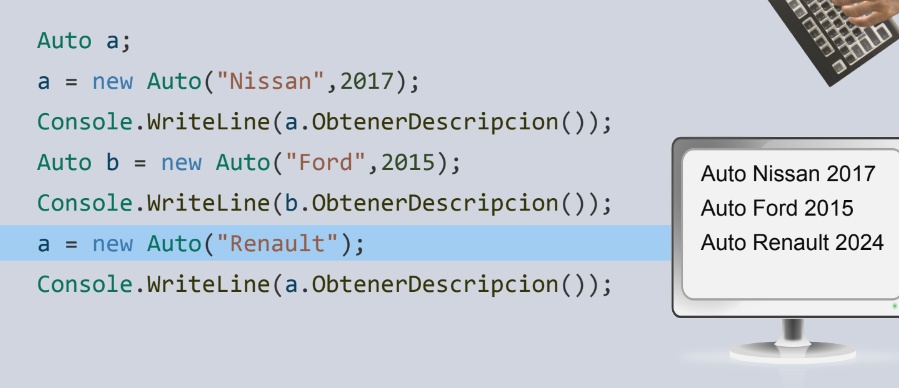 Auto a;
a = new Auto("Nissan",2017);
Console.WriteLine(a.ObtenerDescripcion());
Auto b = new Auto("Ford",2015);
Console.WriteLine(b.ObtenerDescripcion());
a = new Auto("Renault");
Console.WriteLine(a.ObtenerDescripcion());
Auto Nissan 2017
Auto Ford 2015
Auto Renault 2024